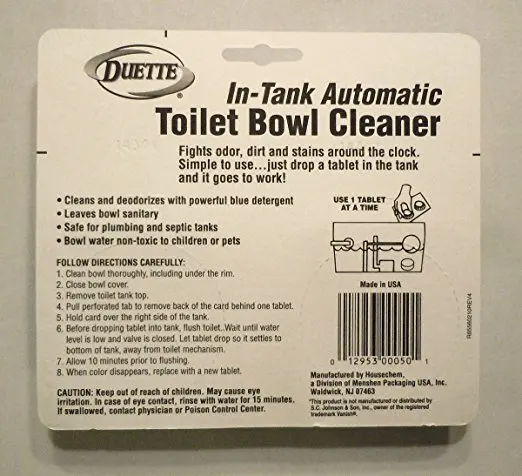 DUETTE®
In-Tank Automatic
Toilet Bowl Cleaner
Fights odor, dirt and stains around the clock.
Simple to use...just drop a tablet in the tank
and it goes to work!
• Cleans and deodorizes with powerful blue detergent
• Leaves bowl sanitary
• Safe for plumbing and septic tanks
• Bowl water non-toxic to children or pets
USE 1 TABLET
AT A TIME
FOLLOW DIRECTIONS CAREFULLY:
1. Clean bowl thoroughly, including under the rim.
2. Close bowl cover.
3. Remove toilet tank top.
4. Pull perforated tab to remove back of the card behind one tablet.
5. Hold card over the right side of the tank.
6. Before dropping tablet into tank, flush toilet. Wait until water
level is low and valve is closed. Let tablet drop so it settles to
bottom of tank, away from toilet mechanism.
7. Allow 10 minutes prior to flushing.
8. When color disappears, replace with a new tablet.
CAUTION: Keep out of reach of children. May cause eye
irritation. In case of eye contact, rinse with water for 15 minutes.
If swallowed, contact physician or Poison Control Center.
Made in USA
0 12953 00050 1
Manufactured by Housechem,
a Division of Menshen Packaging USA, Inc.
Waldwick, NJ 07463
*This product is not manufactured or distributed by
S.C. Johnson & Son, Inc., owner of the registered
trademark Vanish®.